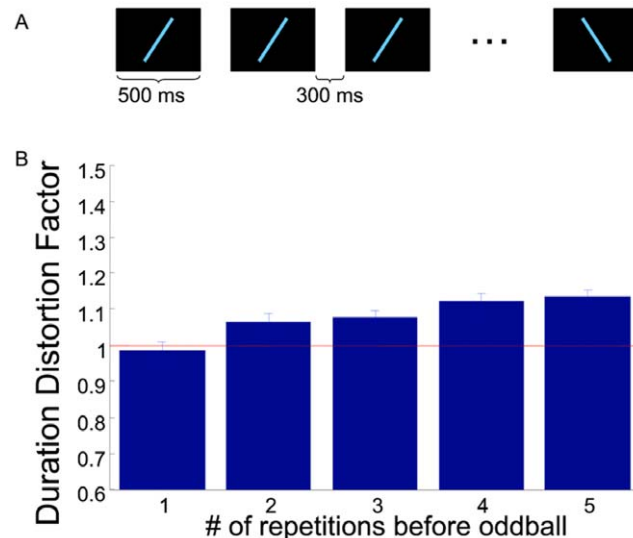 A
500 ms
300 ms
...
B
Duration Distortion Factor
1.5
1.4
1.3
1.2
1.1
1
0.9
0.8
0.7
0.6
1 2 3 4 5
# of repetitions before oddball